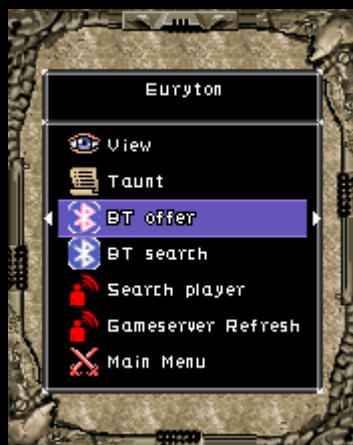 Euryton
View
Taunt
BT offer
BT search
Search player
Gameserver Refresh
Main Menu